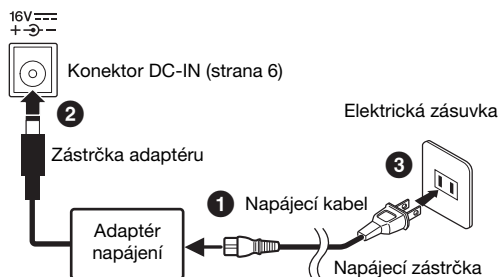 16V
Konektor DC-IN (strana 6)
2
Elektrická zásuvka
Zástrčka adaptéru
3
1 Napájecí kabel
Adaptér
napájení
Napájecí zástrčka